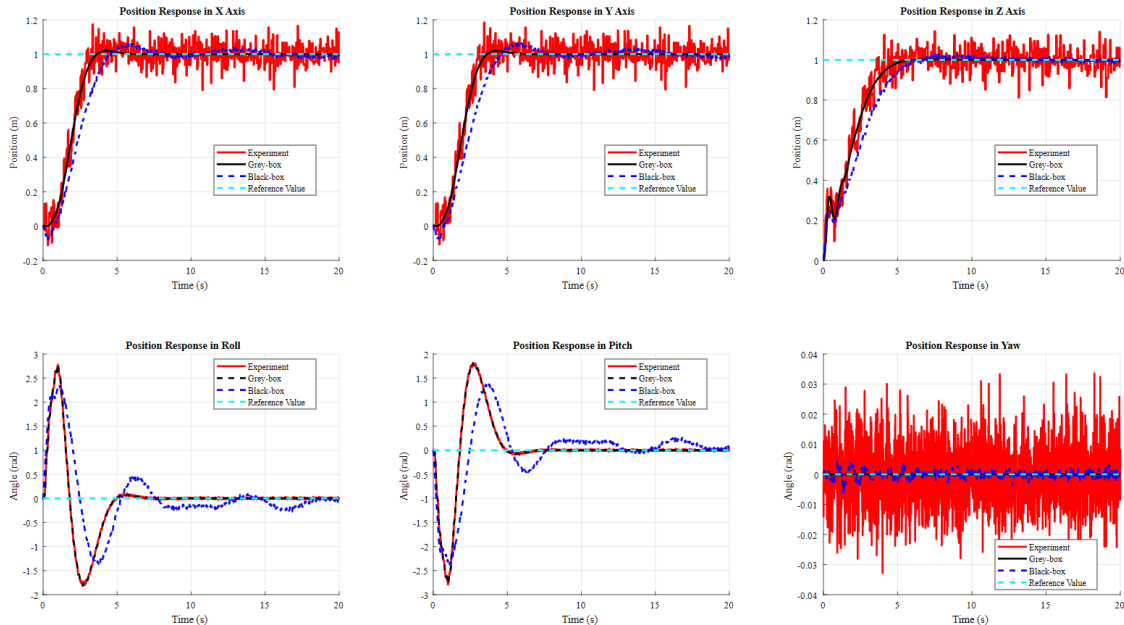 Position Response in X Axis
1.2
1
0.8
0.6
0.4
0.2
0
-0.2
Position (m)
Experiment
Grey-box
Black-box
Reference Value
0
5
10
15
20
Time (s)
Position Response in Y Axis
1.2
1
0.8
0.6
0.4
0.2
0
-0.2
Position (m)
Experiment
Grey-box
Black-box
Reference Value
0
5
10
15
20
Time (s)
Position Response in Z Axis
1.2
1
0.8
0.6
0.4
0.2
0
Position (m)
Experiment
Grey-box
Black-box
Reference Value
0
5
10
15
20
Time (s)
Position Response in Roll
3
2.5
2
1.5
1
0.5
0
-0.5
-1
-1.5
-2
Angle (rad)
Experiment
Grey-box
Black-box
Reference Value
0
5
10
15
20
Time (s)
Position Response in Pitch
2
1.5
1
0.5
0
-0.5
-1
-1.5
-2
-2.5
-3
Angle (rad)
Experiment
Grey-box
Black-box
Reference Value
0
5
10
15
20
Time (s)
Position Response in Yaw
0.04
0.03
0.02
0.01
0
-0.01
-0.02
-0.03
-0.04
Angle (rad)
Experiment
Grey-box
Black-box
Reference Value
0
5
10
15
20
Time (s)